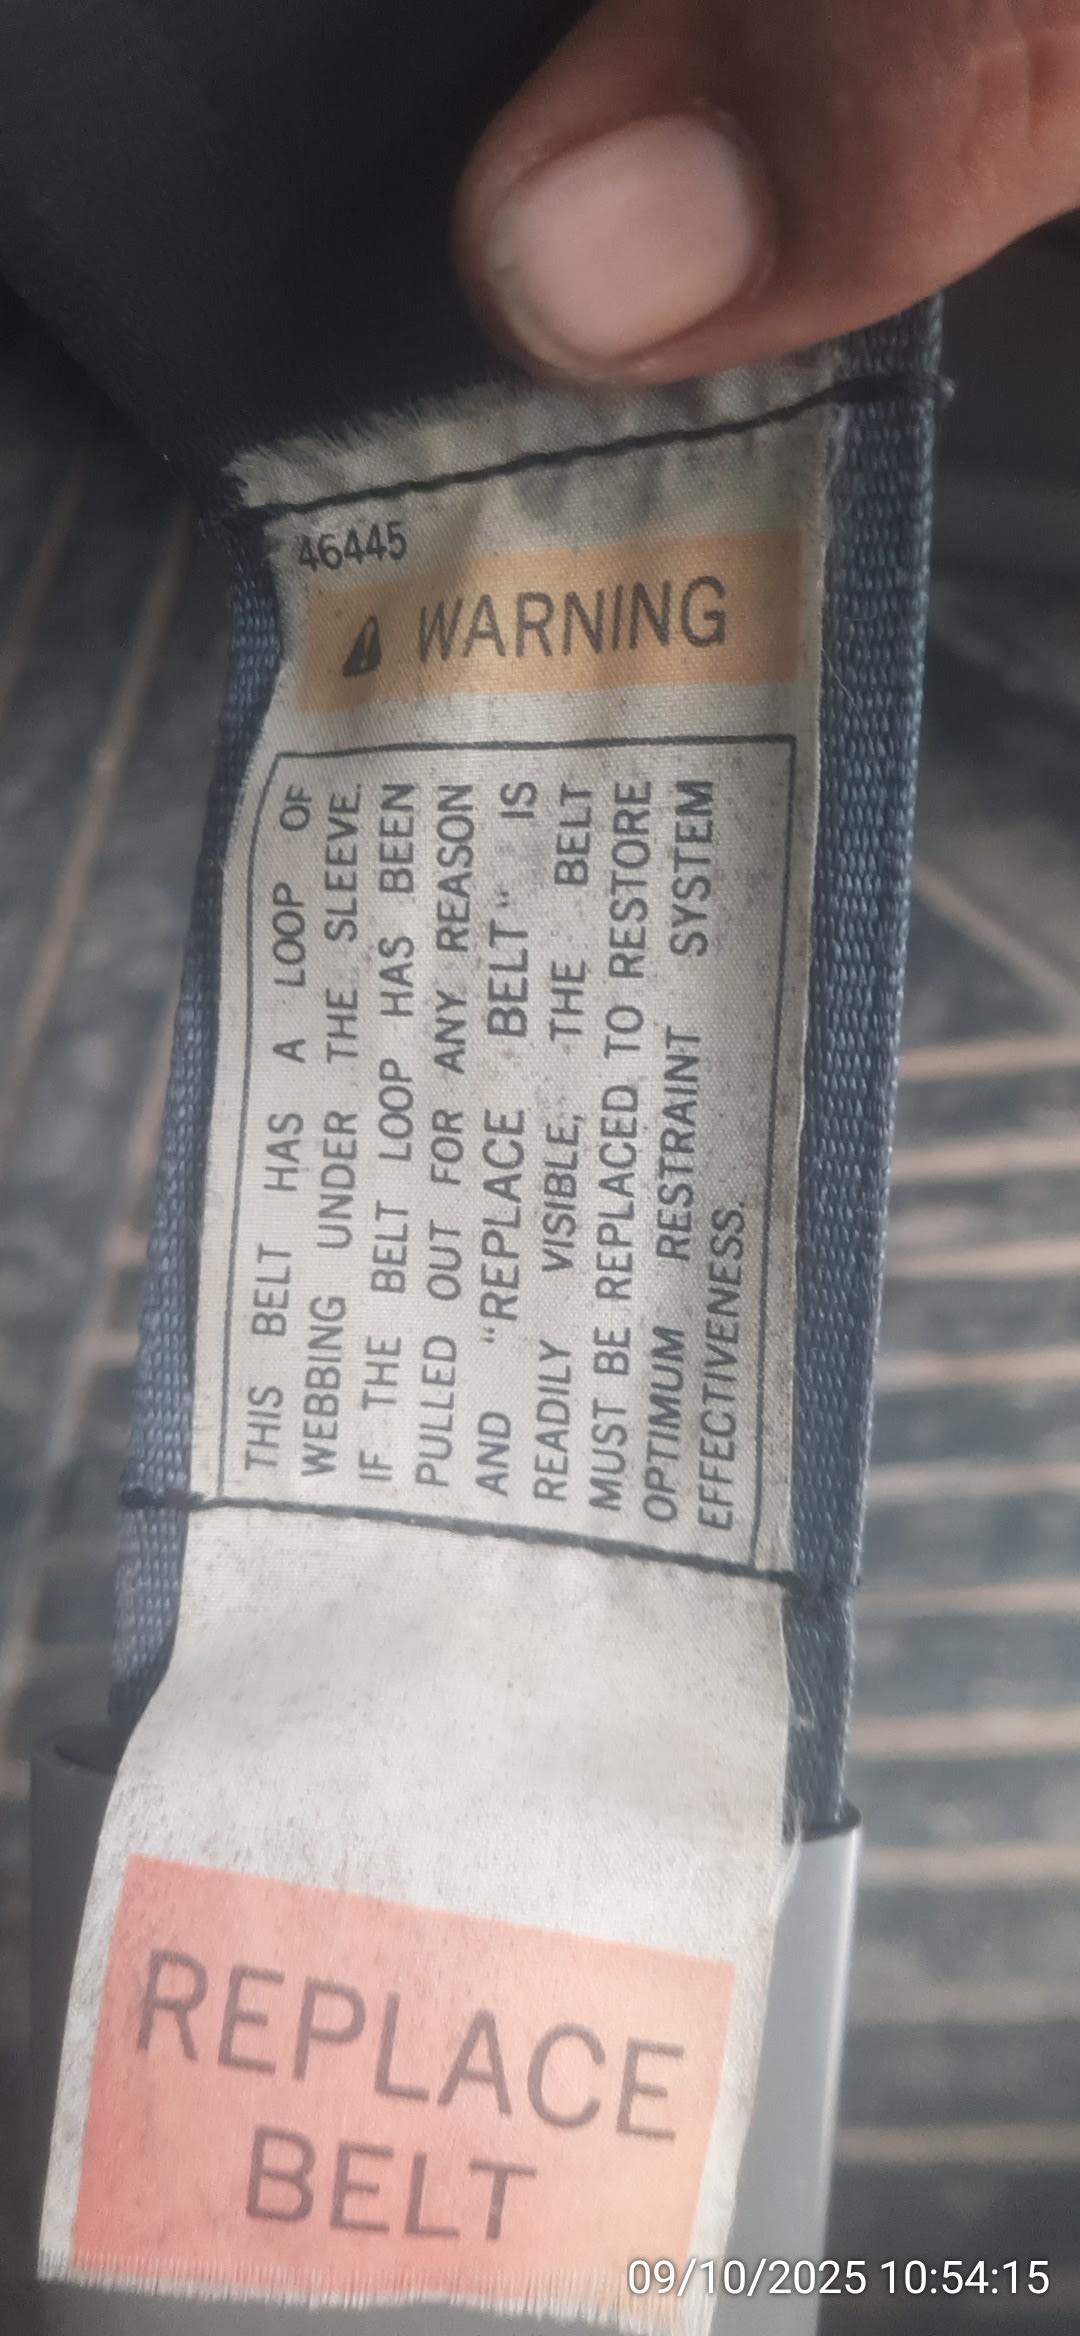 46445
⚠ WARNING
THIS BELT HAS A LOOP OF
WEBBING UNDER THE SLEEVE.
IF THE BELT LOOP HAS BEEN
PULLED OUT FOR ANY REASON
AND "REPLACE BELT" IS
READILY VISIBLE, THE BELT
MUST BE REPLACED TO RESTORE
OPTIMUM RESTRAINT SYSTEM
EFFECTIVENESS.
REPLACE
BELT
09/10/2025 10:54:15